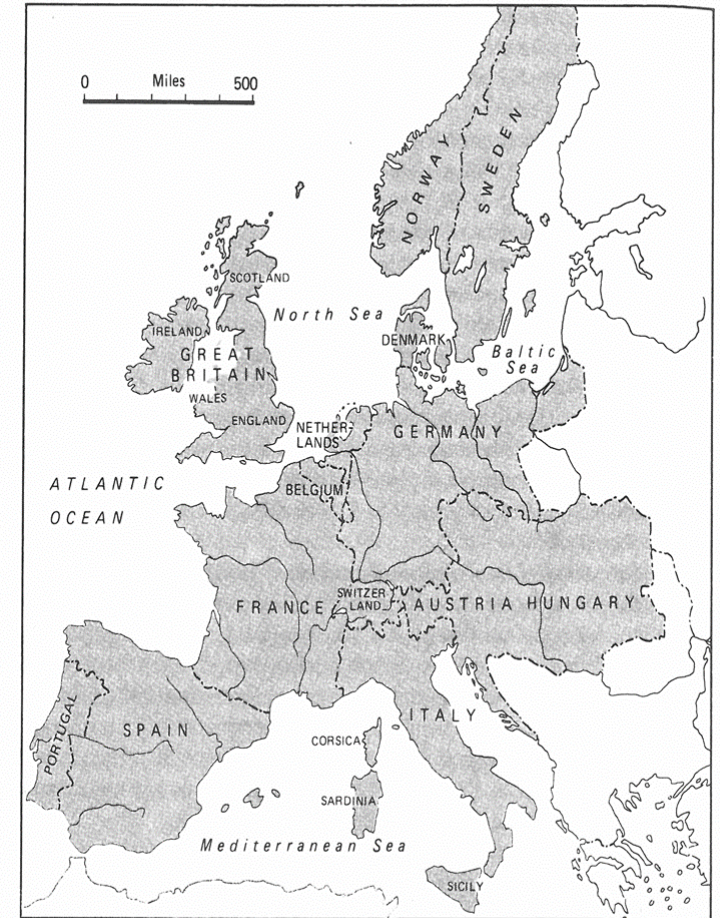 0 Miles 500
NORWAY
SWEDEN
SCOTLAND
North Sea
IRELAND
DENMARK
GREAT
BRITAIN
Baltic
Sea
WALES
ENGLAND
NETHER-
LANDS
GERMANY
ATLANTIC
OCEAN
BELGIUM
SWITZER
LAND
FRANCE
AUSTRIA HUNGARY
PORTUGAL
SPAIN
ITALY
CORSICA
SARDINIA
Mediterranean Sea
SICILY